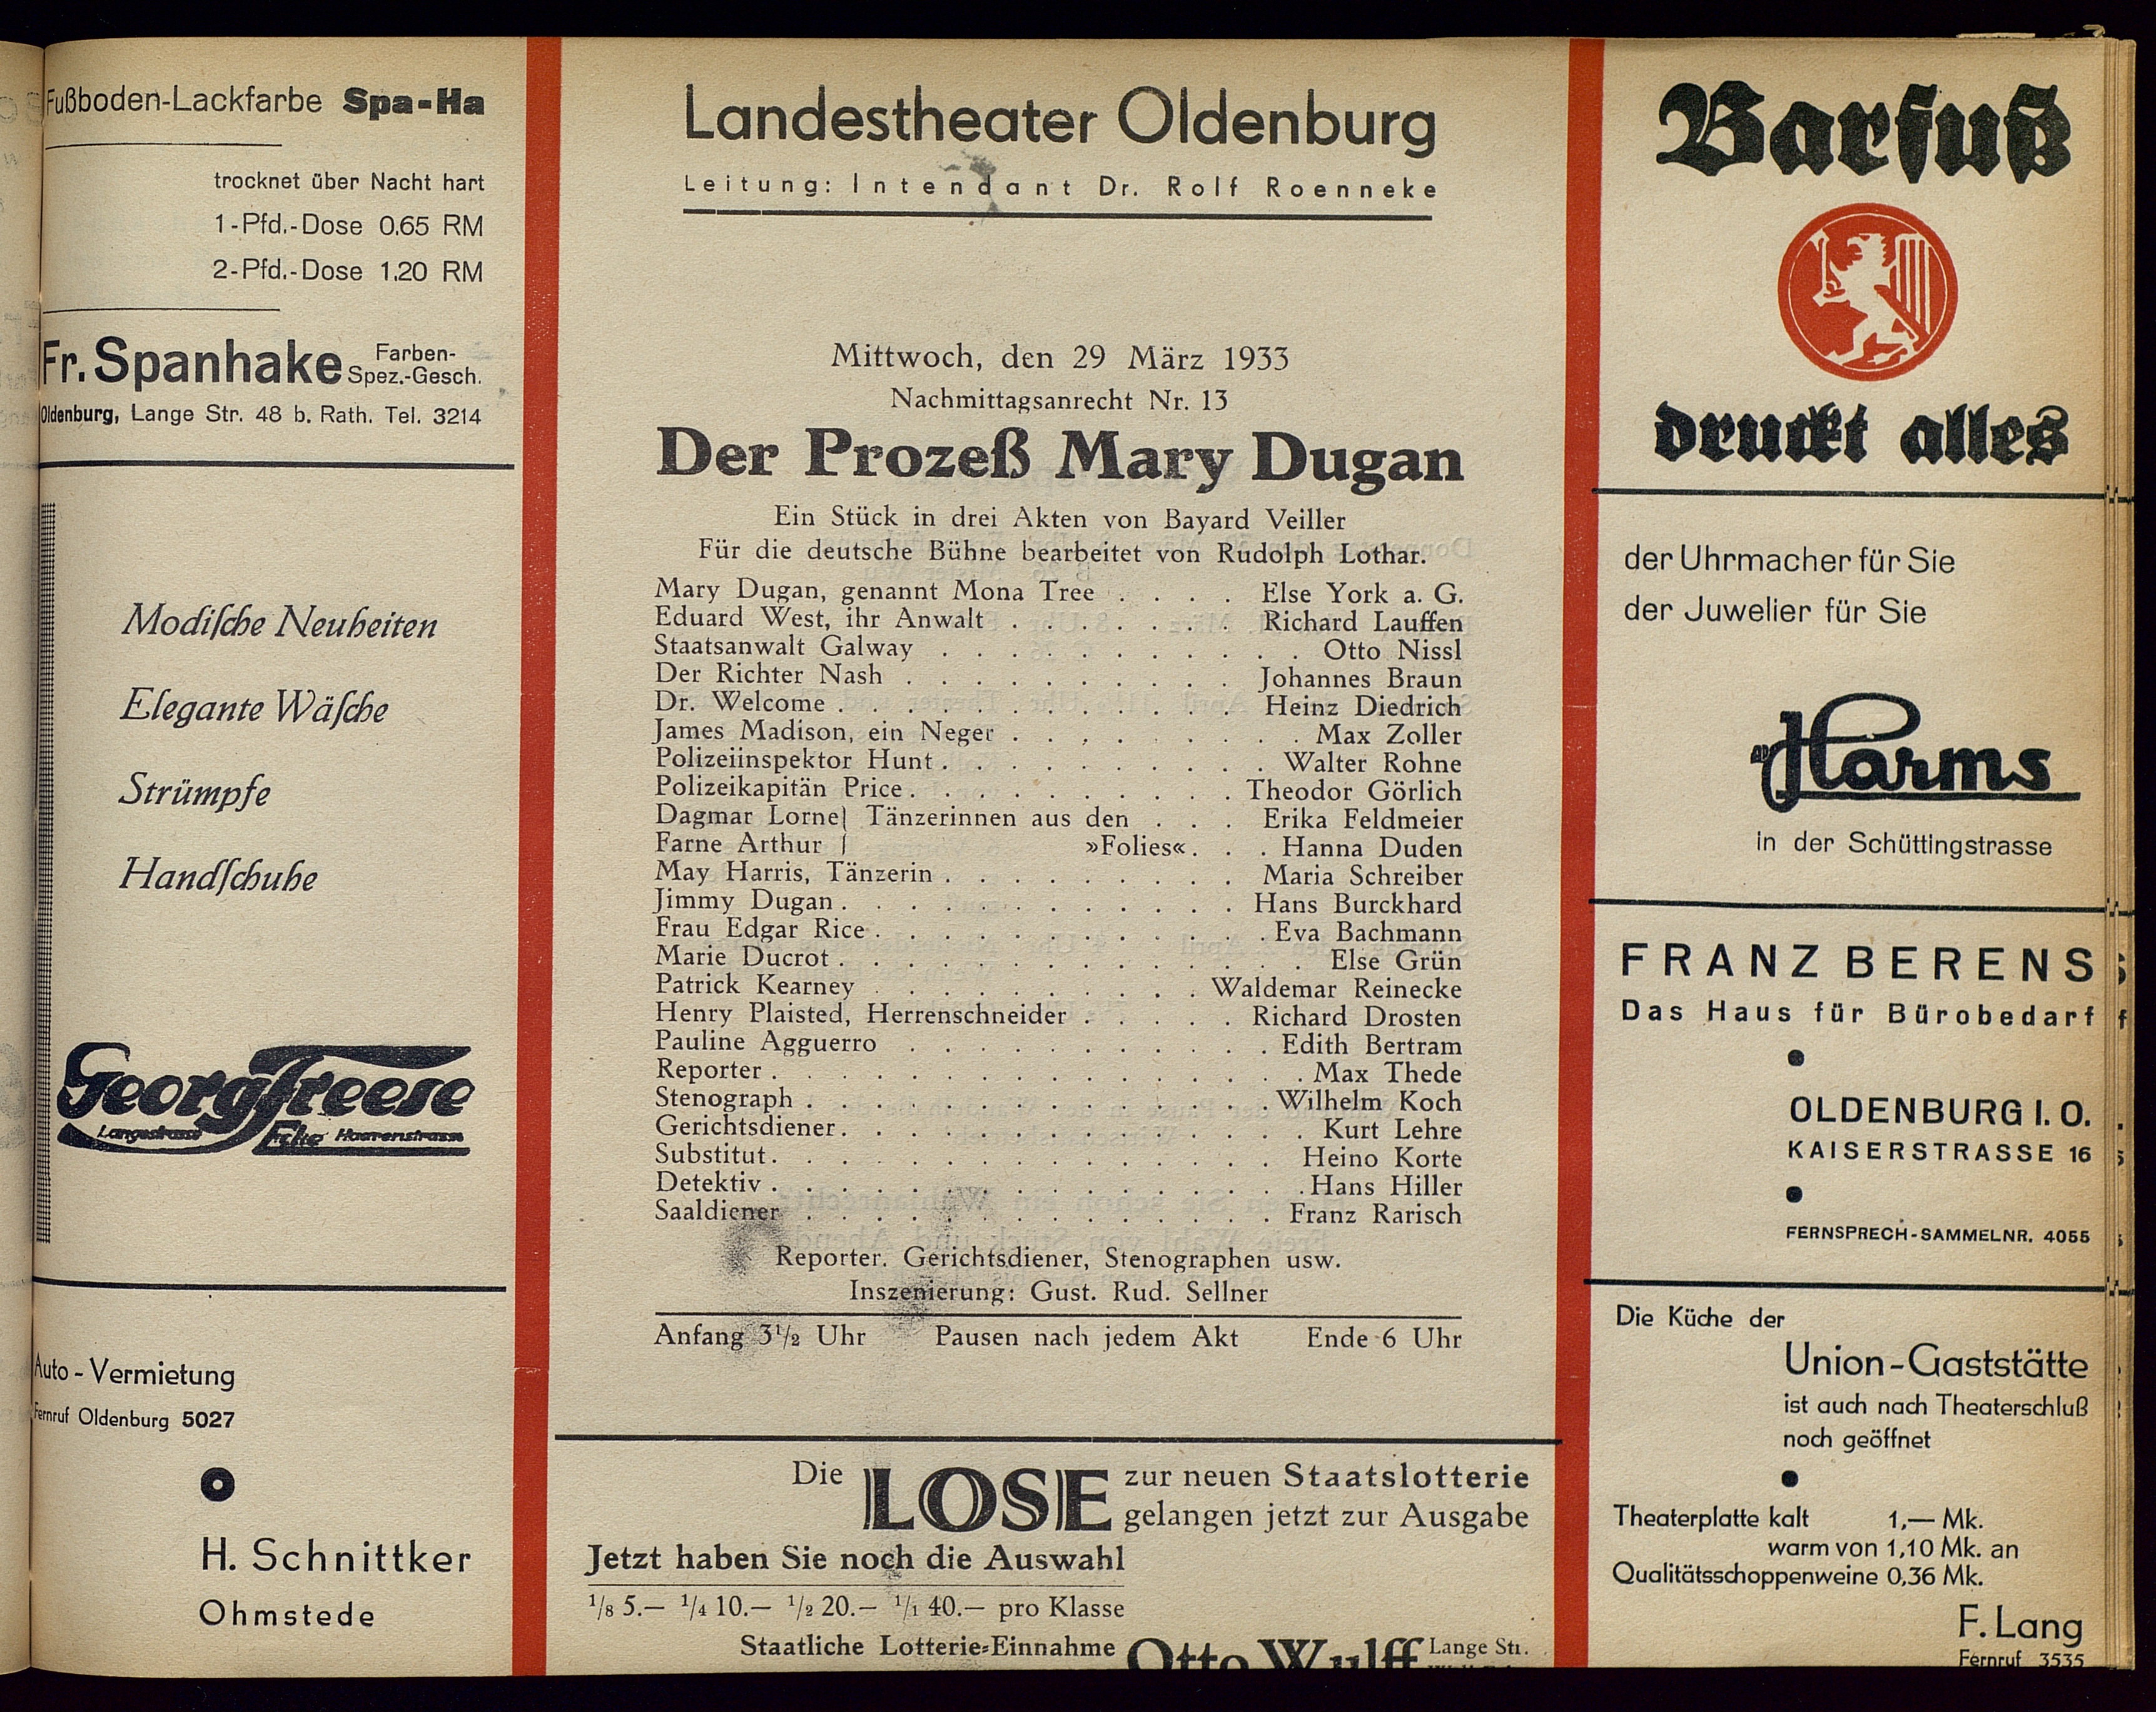 Fußboden-Lackfarbe Spa-Ha
trocknet über Nacht hart
1-Pfd.-Dose 0.65 RM
2-Pfd.-Dose 1.20 RM
Fr. Spanhake Farben-
Spez.-Gesch.
Oldenburg, Lange Str. 48 b. Rath. Tel. 3214
Modische Neuheiten
Elegante Wäsche
Strümpfe
Handschuhe
Georg Freese
Langestrasse Ecke Haarenstrasse
Auto-Vermietung
Fernruf Oldenburg 5027
H. Schnittker
Ohmstede
Landestheater Oldenburg
Leitung: Intendant Dr. Rolf Roenneke
Mittwoch, den 29 März 1933
Nachmittagsanrecht Nr. 13
Der Prozeß Mary Dugan
Ein Stück in drei Akten von Bayard Veiller
Für die deutsche Bühne bearbeitet von Rudolph Lothar.
Mary Dugan, genannt Mona Tree . . . . Else York a. G.
Eduard West, ihr Anwalt . . . . . . . Richard Lauffen
Staatsanwalt Galway . . . . . . . . . . . Otto Nissl
Der Richter Nash . . . . . . . . . . Johannes Braun
Dr. Welcome . . . . . . . . . . . . Heinz Diedrich
James Madison, ein Neger . . . . . . . . . Max Zoller
Polizeiinspektor Hunt . . . . . . . . . . Walter Rohne
Polizeikapitän Price . . . . . . . . . . Theodor Görlich
Dagmar Lorne} Tänzerinnen aus den . . . Erika Feldmeier
Farne Arthur } »Folies« . . . Hanna Duden
May Harris, Tänzerin . . . . . . . . . Maria Schreiber
Jimmy Dugan . . . . . . . . . . . . Hans Burckhard
Frau Edgar Rice . . . . . . . . . . . . Eva Bachmann
Marie Ducrot . . . . . . . . . . . . . . Else Grün
Patrick Kearney . . . . . . . . . . Waldemar Reinecke
Henry Plaisted, Herrenschneider . . . . . Richard Drosten
Pauline Agguerro . . . . . . . . . . . Edith Bertram
Reporter . . . . . . . . . . . . . . . . Max Thede
Stenograph . . . . . . . . . . . . . . Wilhelm Koch
Gerichtsdiener . . . . . . . . . . . . . . Kurt Lehre
Substitut . . . . . . . . . . . . . . . Heino Korte
Detektiv . . . . . . . . . . . . . . . . Hans Hiller
Saaldiener . . . . . . . . . . . . . . Franz Rarisch
Reporter. Gerichtsdiener, Stenographen usw.
Inszenierung: Gust. Rud. Sellner
Anfang 3½ Uhr Pausen nach jedem Akt Ende 6 Uhr
Die LOSE zur neuen Staatslotterie
gelangen jetzt zur Ausgabe
Jetzt haben Sie noch die Auswahl
1/8 5.— 1/4 10.— 1/2 20.— 1/1 40.— pro Klasse
Staatliche Lotterie-Einnahme Otto Wulff Lange Str.
Barfuß
druckt alles
der Uhrmacher für Sie
der Juwelier für Sie
Harms
in der Schüttingstrasse
FRANZ BERENS
Das Haus für Bürobedarf
OLDENBURG I. O.
KAISERSTRASSE 16
FERNSPRECH-SAMMELNR. 4055
Die Küche der
Union-Gaststätte
ist auch nach Theaterschluß
noch geöffnet
Theaterplatte kalt 1,— Mk.
warm von 1,10 Mk. an
Qualitätsschoppenweine 0,36 Mk.
F. Lang
Fernruf 3535